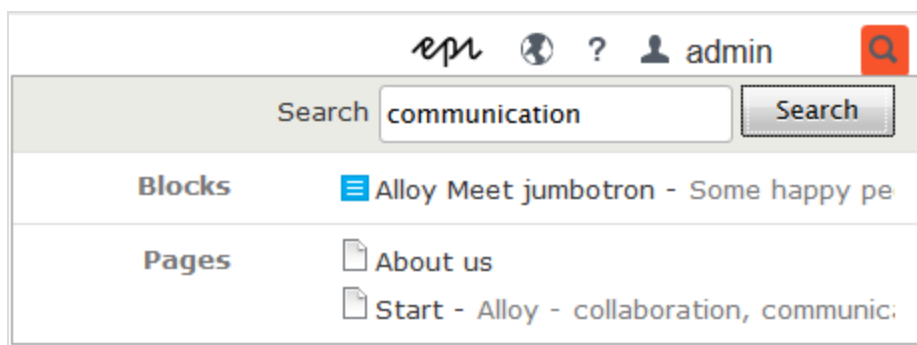 epi ? admin
Search communication Search
Blocks Alloy Meet jumbotron - Some happy pe
Pages About us
Start - Alloy - collaboration, communic